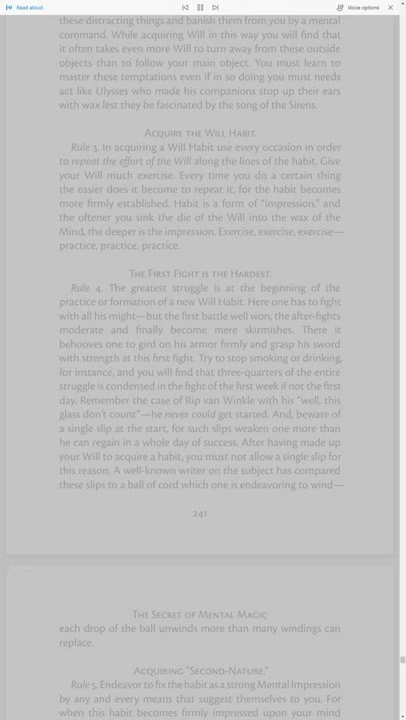 Read aloud
Voice options
these distracting things and banish them from you by a mental
command, While acquiring Will in this way you will find that
it often takes even more Will to turn away from these outside
objects than to follow your main object. You must learn to
master these temptations even if in so doing you must needs
act like Ulysses who made his companions stop up their ears
with wax lest they be fascinated by the song of the Sirens.
Acquire the Will Habit.
Rule 3. In acquiring a Will Habit use every occasion in order
to repeat the effort of the Will along the lines of the habit. Give
your Will much exercise. Every time you do a certain thing
the easier does it become to repeat it, for the habit becomes
more firmly established. Habit is a form of “impression,” and
the oftener you sink the die of the Will into the wax of the
Mind, the deeper is the impression. Exercise, exercise, exercise—
practice, practice, practice.
The First Fight is the Hardest.
Rule 4. The greatest struggle is at the beginning of the
practice or formation of a new Will Habit. Here one has to fight
with all his might—but the first battle well won, the after-fights
moderate and finally become mere skirmishes. There it
behooves one to gird on his armor firmly and grasp his sword
with strength at this first fight. Try to stop smoking or drinking,
for instance, and you will find that three-quarters of the entire
struggle is condensed in the fight of the first week if not the first
day. Remember the case of Rip van Winkle with his “well, this
glass don’t count”—he never could get started. And, beware of
a single slip at the start, for such slips weaken one more than
he can regain in a whole day of success. After having made up
your Will to acquire a habit, you must not allow a single slip for
this reason. A well-known writer on the subject has compared
these slips to a ball of cord which one is endeavoring to wind—
241
The Secret of Mental Magic
each drop of the ball unwinds more than many windings can
replace.
Acquiring “Second-Nature.”
Rule 5. Endeavor to fix the habit as a strong Mental Impression
by any and every means that suggest themselves to you. For
when this habit becomes firmly impressed upon your mind